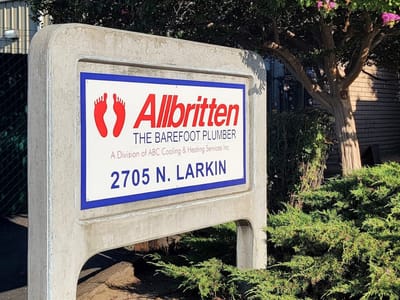 Allbritten
THE BAREFOOT PLUMBER
A Division of ABC Cooling & Heating Services Inc.
2705 N. LARKIN